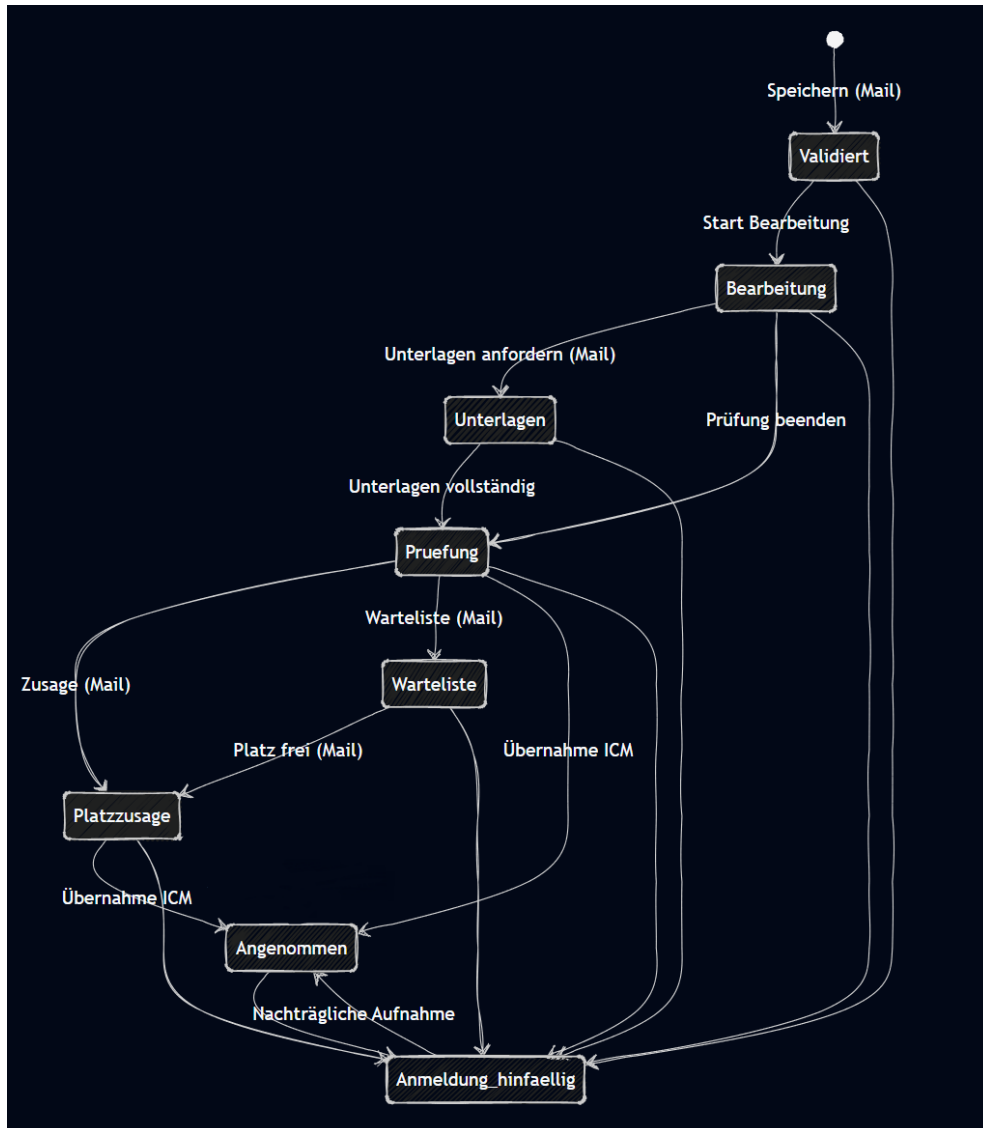 Speichern (Mail)
Validiert
Start Bearbeitung
Bearbeitung
Unterlagen anfordern (Mail)
Unterlagen
Prüfung beenden
Unterlagen vollständig
Pruefung
Warteliste (Mail)
Zusage (Mail)
Warteliste
Platz frei (Mail)
Übernahme ICM
Platzzusage
Übernahme ICM
Angenommen
Nachträgliche Aufnahme
Anmeldung_hinfaellig